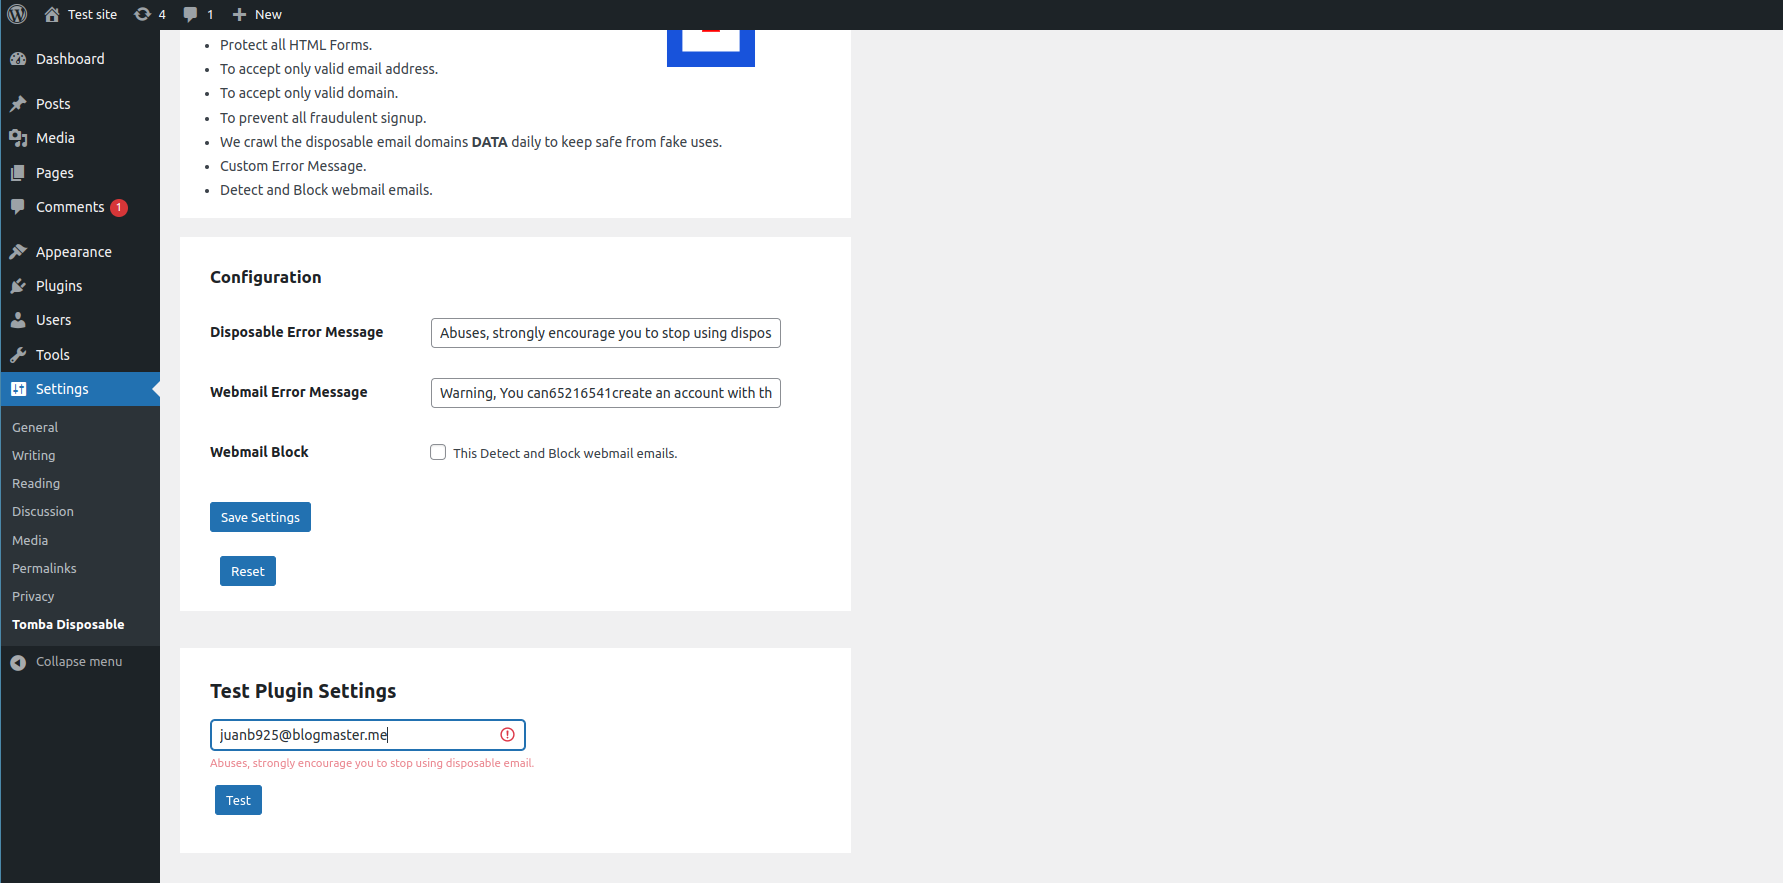 Test site 4 1 New
Dashboard
Posts
Media
Pages
Comments 1
Appearance
Plugins
Users
Tools
Settings
General
Writing
Reading
Discussion
Media
Permalinks
Privacy
Tomba Disposable
Collapse menu
Protect all HTML Forms.
To accept only valid email address.
To accept only valid domain.
To prevent all fraudulent signup.
We crawl the disposable email domains DATA daily to keep safe from fake uses.
Custom Error Message.
Detect and Block webmail emails.
Configuration
Disposable Error Message Abuses, strongly encourage you to stop using dispos
Webmail Error Message Warning, You can65216541create an account with th
Webmail Block This Detect and Block webmail emails.
Save Settings
Reset
Test Plugin Settings
juanb925@blogmaster.me
Abuses, strongly encourage you to stop using disposable email.
Test